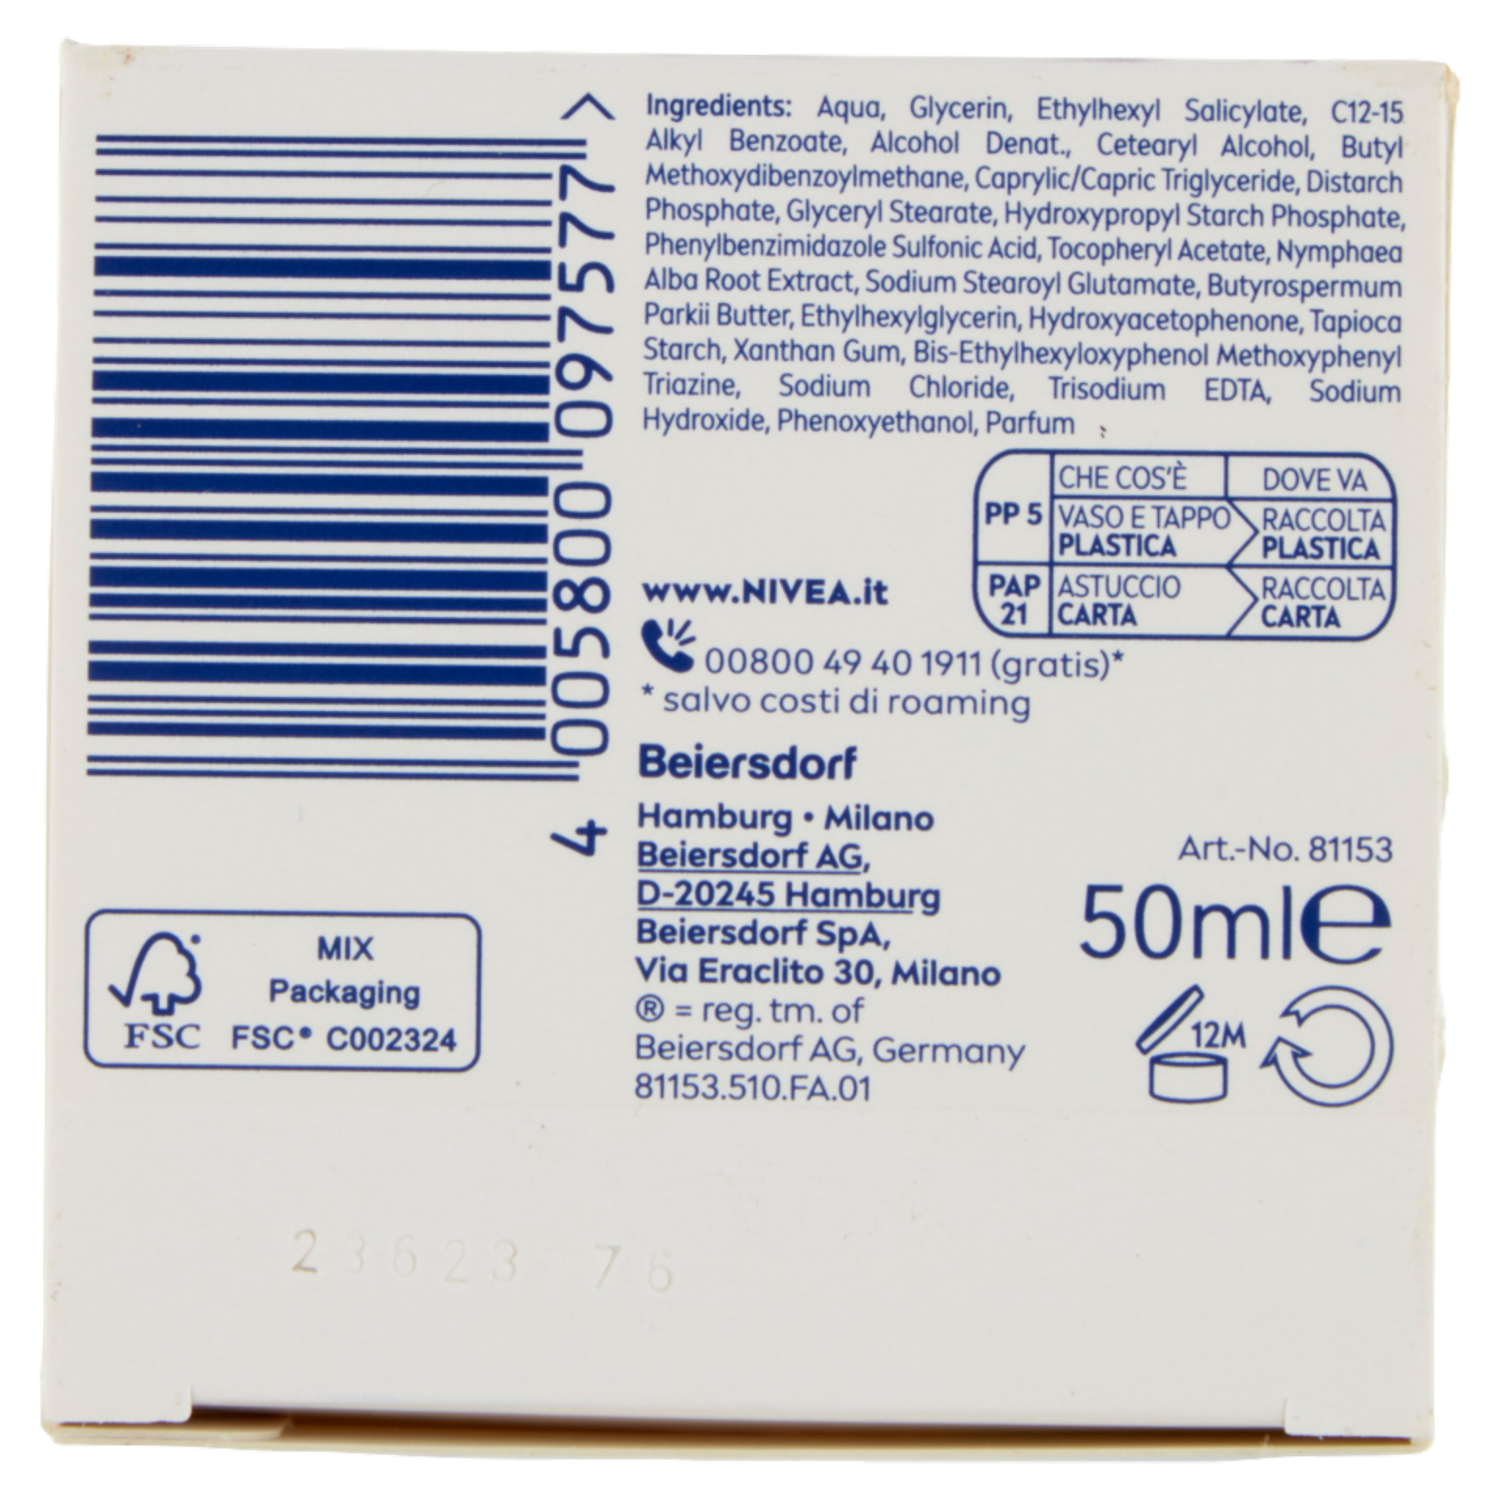 Ingredients: Aqua, Glycerin, Ethylhexyl Salicylate, C12-15
Alkyl Benzoate, Alcohol Denat., Cetearyl Alcohol, Butyl
Methoxydibenzoylmethane, Caprylic/Capric Triglyceride, Distarch
Phosphate, Glyceryl Stearate, Hydroxypropyl Starch Phosphate,
Phenylbenzimidazole Sulfonic Acid, Tocopheryl Acetate, Nymphaea
Alba Root Extract, Sodium Stearoyl Glutamate, Butyrospermum
Parkii Butter, Ethylhexylglycerin, Hydroxyacetophenone, Tapioca
Starch, Xanthan Gum, Bis-Ethylhexyloxyphenol Methoxyphenyl
Triazine, Sodium Chloride, Trisodium EDTA, Sodium
Hydroxide, Phenoxyethanol, Parfum
4 005800 097577 >
CHE COS'È DOVE VA
PP 5 VASO E TAPPO RACCOLTA
PLASTICA PLASTICA
PAP ASTUCCIO RACCOLTA
21 CARTA CARTA
www.NIVEA.it
00800 49 40 1911 (gratis)*
* salvo costi di roaming
Beiersdorf
Hamburg • Milano
Beiersdorf AG,
D-20245 Hamburg
Beiersdorf SpA,
Via Eraclito 30, Milano
® = reg. tm. of
Beiersdorf AG, Germany
81153.510.FA.01
Art.-No. 81153
50ml e
12M
MIX
Packaging
FSC FSC® C002324
23623 76